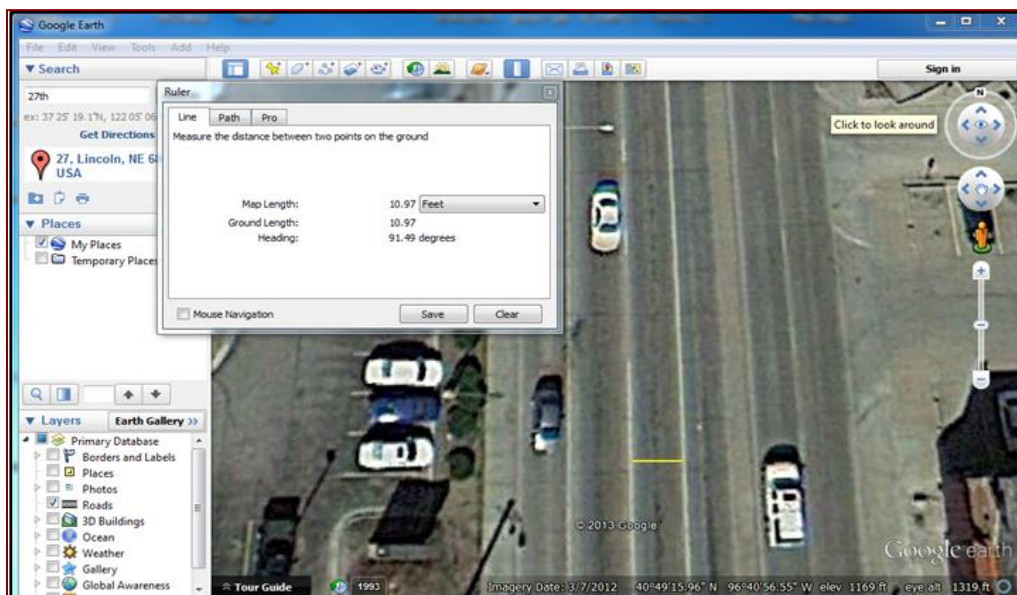 Google Earth
File Edit View Tools Add Help
Search
Sign in
27th
ex: 37 25' 19.1"N, 122 05' 06
Get Directions
27, Lincoln, NE 6
USA
Places
My Places
Temporary Places
Layers
Earth Gallery >>
Primary Database
Borders and Labels
Places
Photos
Roads
3D Buildings
Ocean
Weather
Gallery
Global Awareness
Ruler
Line Path Pro
Measure the distance between two points on the ground
Map Length: 10.97 Feet
Ground Length: 10.97
Heading: 91.49 degrees
Mouse Navigation
Save
Clear
Click to look around
N
© 2013 Google
Google earth
Tour Guide
1993
Imagery Date: 3/7/2012 40°49'15.96" N 96°40'56.55" W elev 1169 ft eye alt 1319 ft